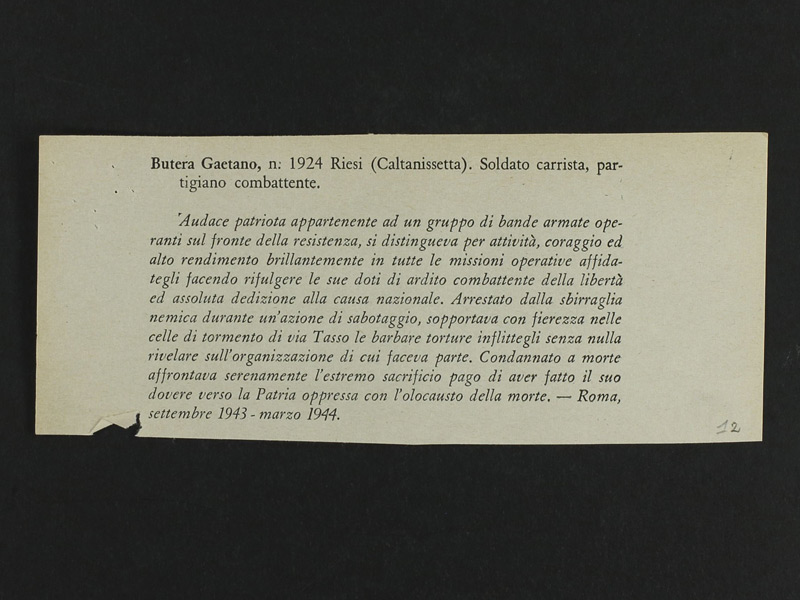 Butera Gaetano, n. 1924 Riesi (Caltanissetta). Soldato carrista, par-
tigiano combattente.
Audace patriota appartenente ad un gruppo di bande armate ope-
ranti sul fronte della resistenza, si distingueva per attività, coraggio ed
alto rendimento brillantemente in tutte le missioni operative affida-
tegli facendo rifulgere le sue doti di ardito combattente della libertà
ed assoluta dedizione alla causa nazionale. Arrestato dalla sbirraglia
nemica durante un'azione di sabotaggio, sopportava con fierezza nelle
celle di tormento di via Tasso le barbare torture inflittegli senza nulla
rivelare sull'organizzazione di cui faceva parte. Condannato a morte
affrontava serenamente l'estremo sacrificio pago di aver fatto il suo
dovere verso la Patria oppressa con l'olocausto della morte. — Roma,
settembre 1943 - marzo 1944.
12